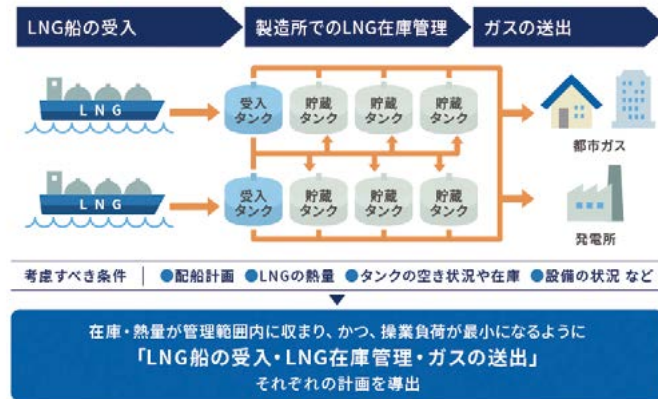 LNG船の受入
製造所でのLNG在庫管理
ガスの送出
LNG
受入
タンク
貯蔵
タンク
貯蔵
タンク
貯蔵
タンク
都市ガス
LNG
受入
タンク
貯蔵
タンク
貯蔵
タンク
貯蔵
タンク
発電所
考慮すべき条件 | ●配船計画 ●LNGの熱量 ●タンクの空き状況や在庫 ●設備の状況 など
在庫・熱量が管理範囲内に収まり、かつ、操業負荷が最小になるように
「LNG船の受入・LNG在庫管理・ガスの送出」
それぞれの計画を導出